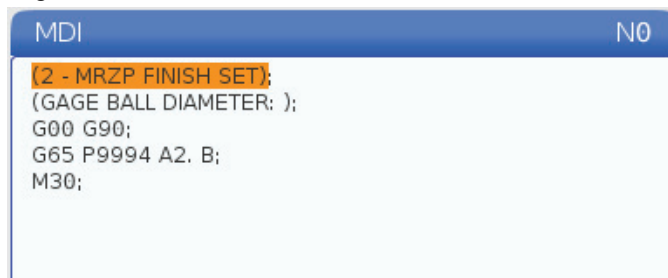 MDI N0
(2 - MRZP FINISH SET);
(GAGE BALL DIAMETER: );
G00 G90;
G65 P9994 A2. B;
M30;